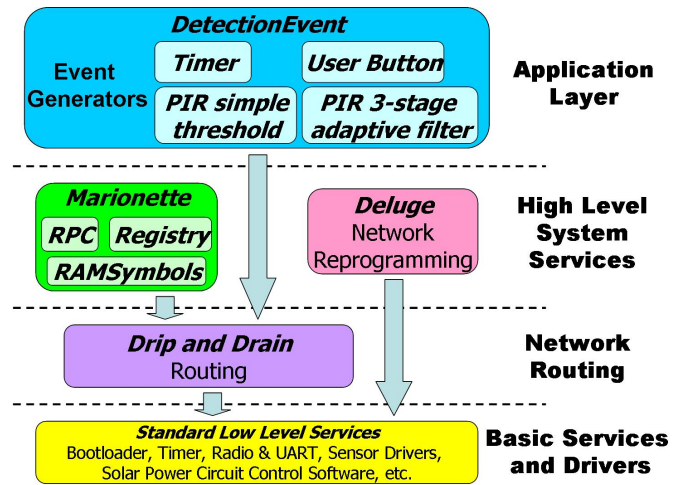 DetectionEvent
Event
Generators
Timer
User Button
PIR simple
threshold
PIR 3-stage
adaptive filter
Application
Layer
Marionette
RPC
Registry
RAMSymbols
Deluge
Network
Reprogramming
High Level
System
Services
Drip and Drain
Routing
Network
Routing
Standard Low Level Services
Bootloader, Timer, Radio & UART, Sensor Drivers,
Solar Power Circuit Control Software, etc.
Basic Services
and Drivers